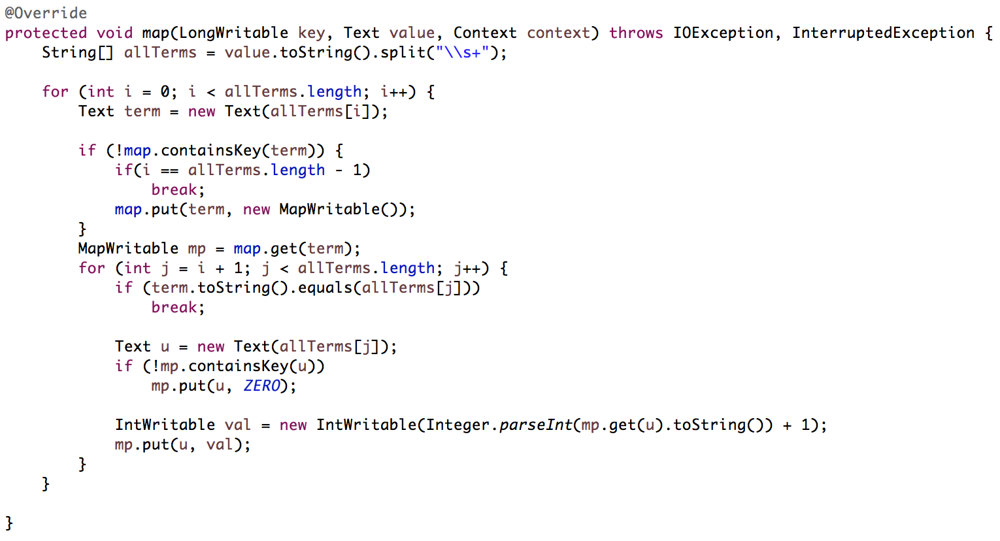 @Override
protected void map(LongWritable key, Text value, Context context) throws IOException, InterruptedException {
    String[] allTerms = value.toString().split("\\s+");

    for (int i = 0; i < allTerms.length; i++) {
        Text term = new Text(allTerms[i]);

        if (!map.containsKey(term)) {
            if(i == allTerms.length - 1)
                break;
            map.put(term, new MapWritable());
        }
        MapWritable mp = map.get(term);
        for (int j = i + 1; j < allTerms.length; j++) {
            if (term.toString().equals(allTerms[j]))
                break;

            Text u = new Text(allTerms[j]);
            if (!mp.containsKey(u))
                mp.put(u, ZERO);

            IntWritable val = new IntWritable(Integer.parseInt(mp.get(u).toString()) + 1);
            mp.put(u, val);
        }
    }

}